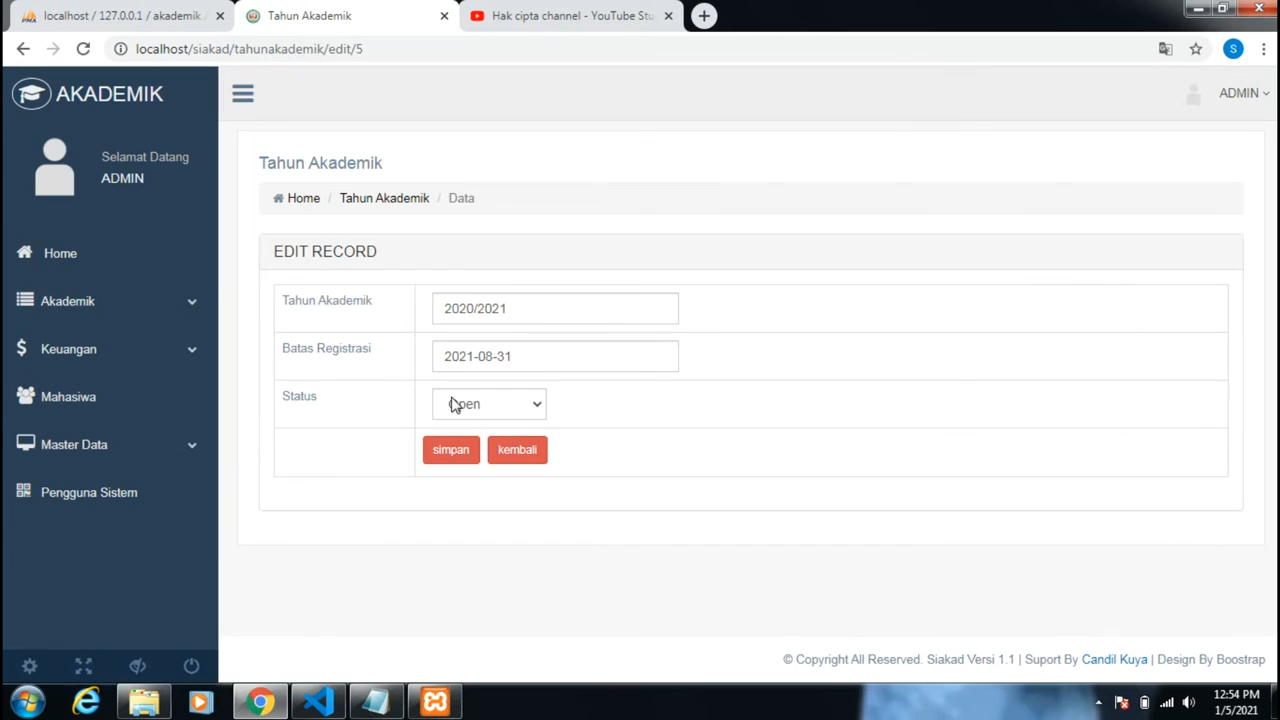 localhost / 127.0.0.1 / akademik /
Tahun Akademik
Hak cipta channel - YouTube Stu
localhost/siakad/tahunakademik/edit/5
S
AKADEMIK
ADMIN
Selamat Datang
ADMIN
Home
Akademik
Keuangan
Mahasiwa
Master Data
Pengguna Sistem
Tahun Akademik
Home / Tahun Akademik / Data
EDIT RECORD
Tahun Akademik
2020/2021
Batas Registrasi
2021-08-31
Status
Open
simpan
kembali
© Copyright All Reserved. Siakad Versi 1.1 | Suport By Candil Kuya | Design By Boostrap
12:54 PM
1/5/2021